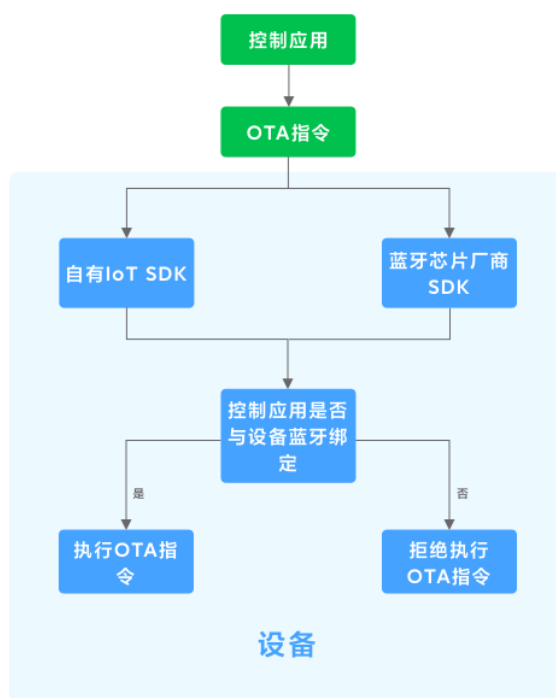 控制应用
OTA指令
自有IoT SDK
蓝牙芯片厂商
SDK
控制应用是否
与设备蓝牙绑
定
是
否
执行OTA指
令
拒绝执行
OTA指令
设备